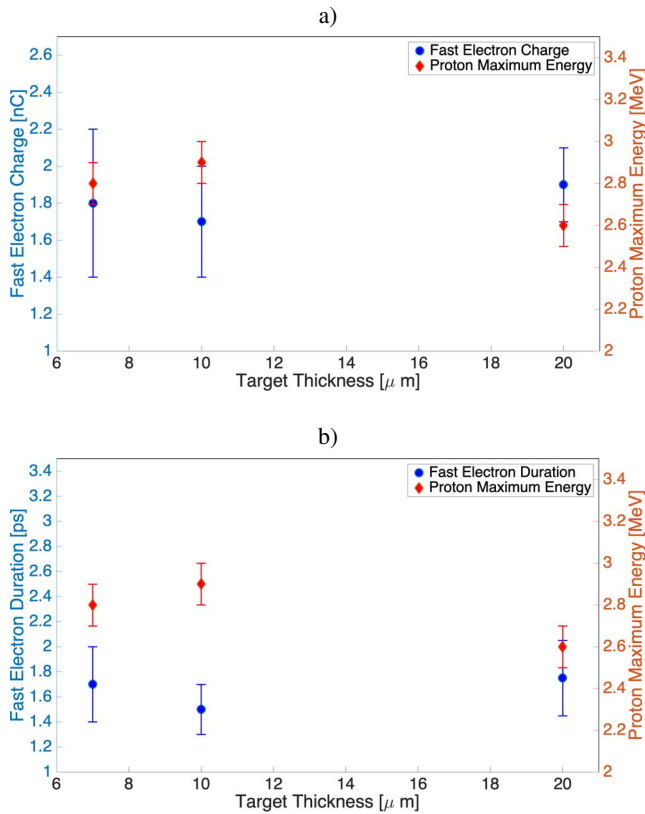 a)
Fast Electron Charge
Proton Maximum Energy
2.6
2.4
2.2
2
1.8
1.6
1.4
1.2
1
Fast Electron Charge [nC]
3.4
3.2
3
2.8
2.6
2.4
2.2
2
Proton Maximum Energy [MeV]
6 8 10 12 14 16 18 20
Target Thickness [μ m]
b)
Fast Electron Duration
Proton Maximum Energy
3.4
3.2
3
2.8
2.6
2.4
2.2
2
1.8
1.6
1.4
1.2
1
Fast Electron Duration [ps]
3.4
3.2
3
2.8
2.6
2.4
2.2
2
Proton Maximum Energy [MeV]
6 8 10 12 14 16 18 20
Target Thickness [μ m]